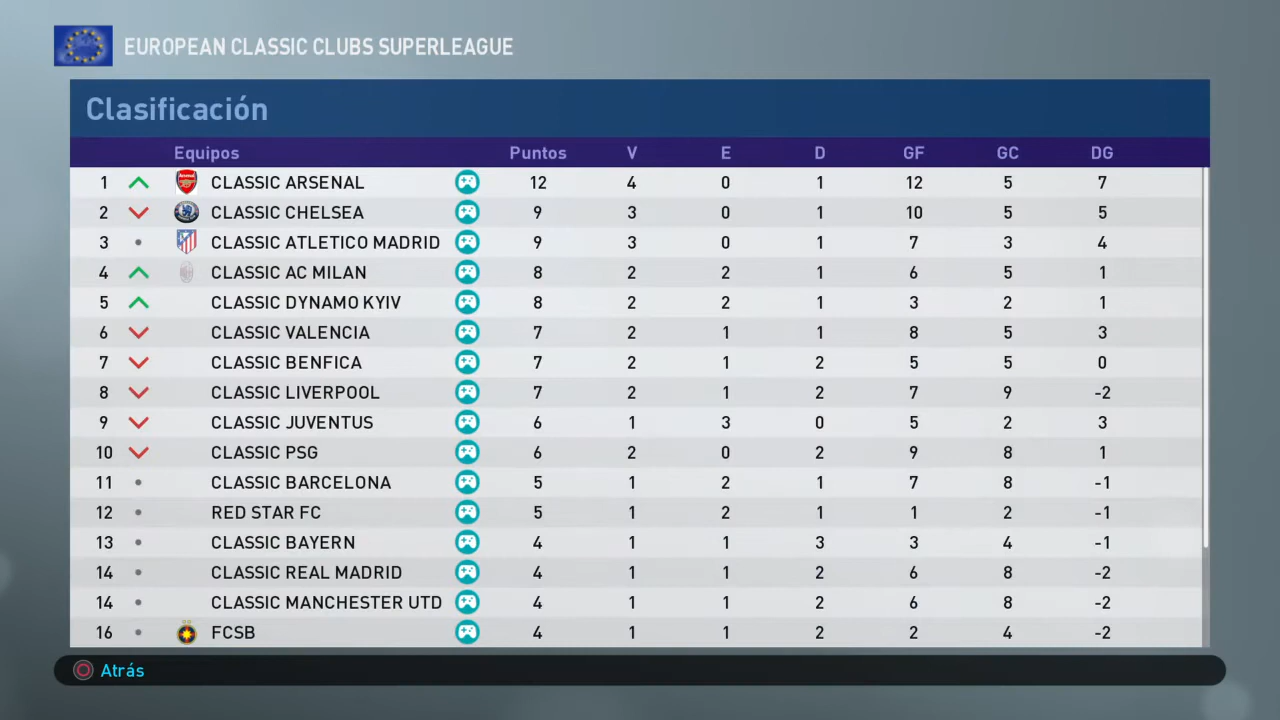 EUROPEAN CLASSIC CLUBS SUPERLEAGUE
Clasificación
Equipos Puntos V E D GF GC DG
1 CLASSIC ARSENAL 12 4 0 1 12 5 7
2 CLASSIC CHELSEA 9 3 0 1 10 5 5
3 CLASSIC ATLETICO MADRID 9 3 0 1 7 3 4
4 CLASSIC AC MILAN 8 2 2 1 6 5 1
5 CLASSIC DYNAMO KYIV 8 2 2 1 3 2 1
6 CLASSIC VALENCIA 7 2 1 1 8 5 3
7 CLASSIC BENFICA 7 2 1 2 5 5 0
8 CLASSIC LIVERPOOL 7 2 1 2 7 9 -2
9 CLASSIC JUVENTUS 6 1 3 0 5 2 3
10 CLASSIC PSG 6 2 0 2 9 8 1
11 CLASSIC BARCELONA 5 1 2 1 7 8 -1
12 RED STAR FC 5 1 2 1 1 2 -1
13 CLASSIC BAYERN 4 1 1 3 3 4 -1
14 CLASSIC REAL MADRID 4 1 1 2 6 8 -2
14 CLASSIC MANCHESTER UTD 4 1 1 2 6 8 -2
16 FCSB 4 1 1 2 2 4 -2
Atrás